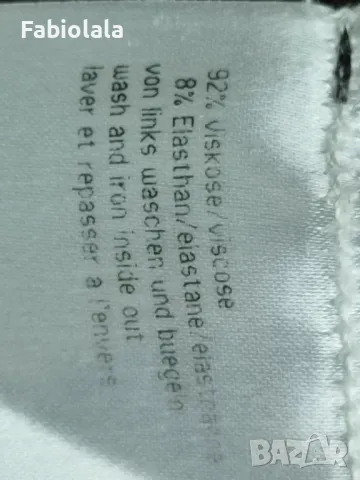 Fabiolala
92% Viskose/viscose
8% Elasthan/elastane/
von links waschen und buegeln
wash and iron inside out
laver et repasser a l'envers
bazar